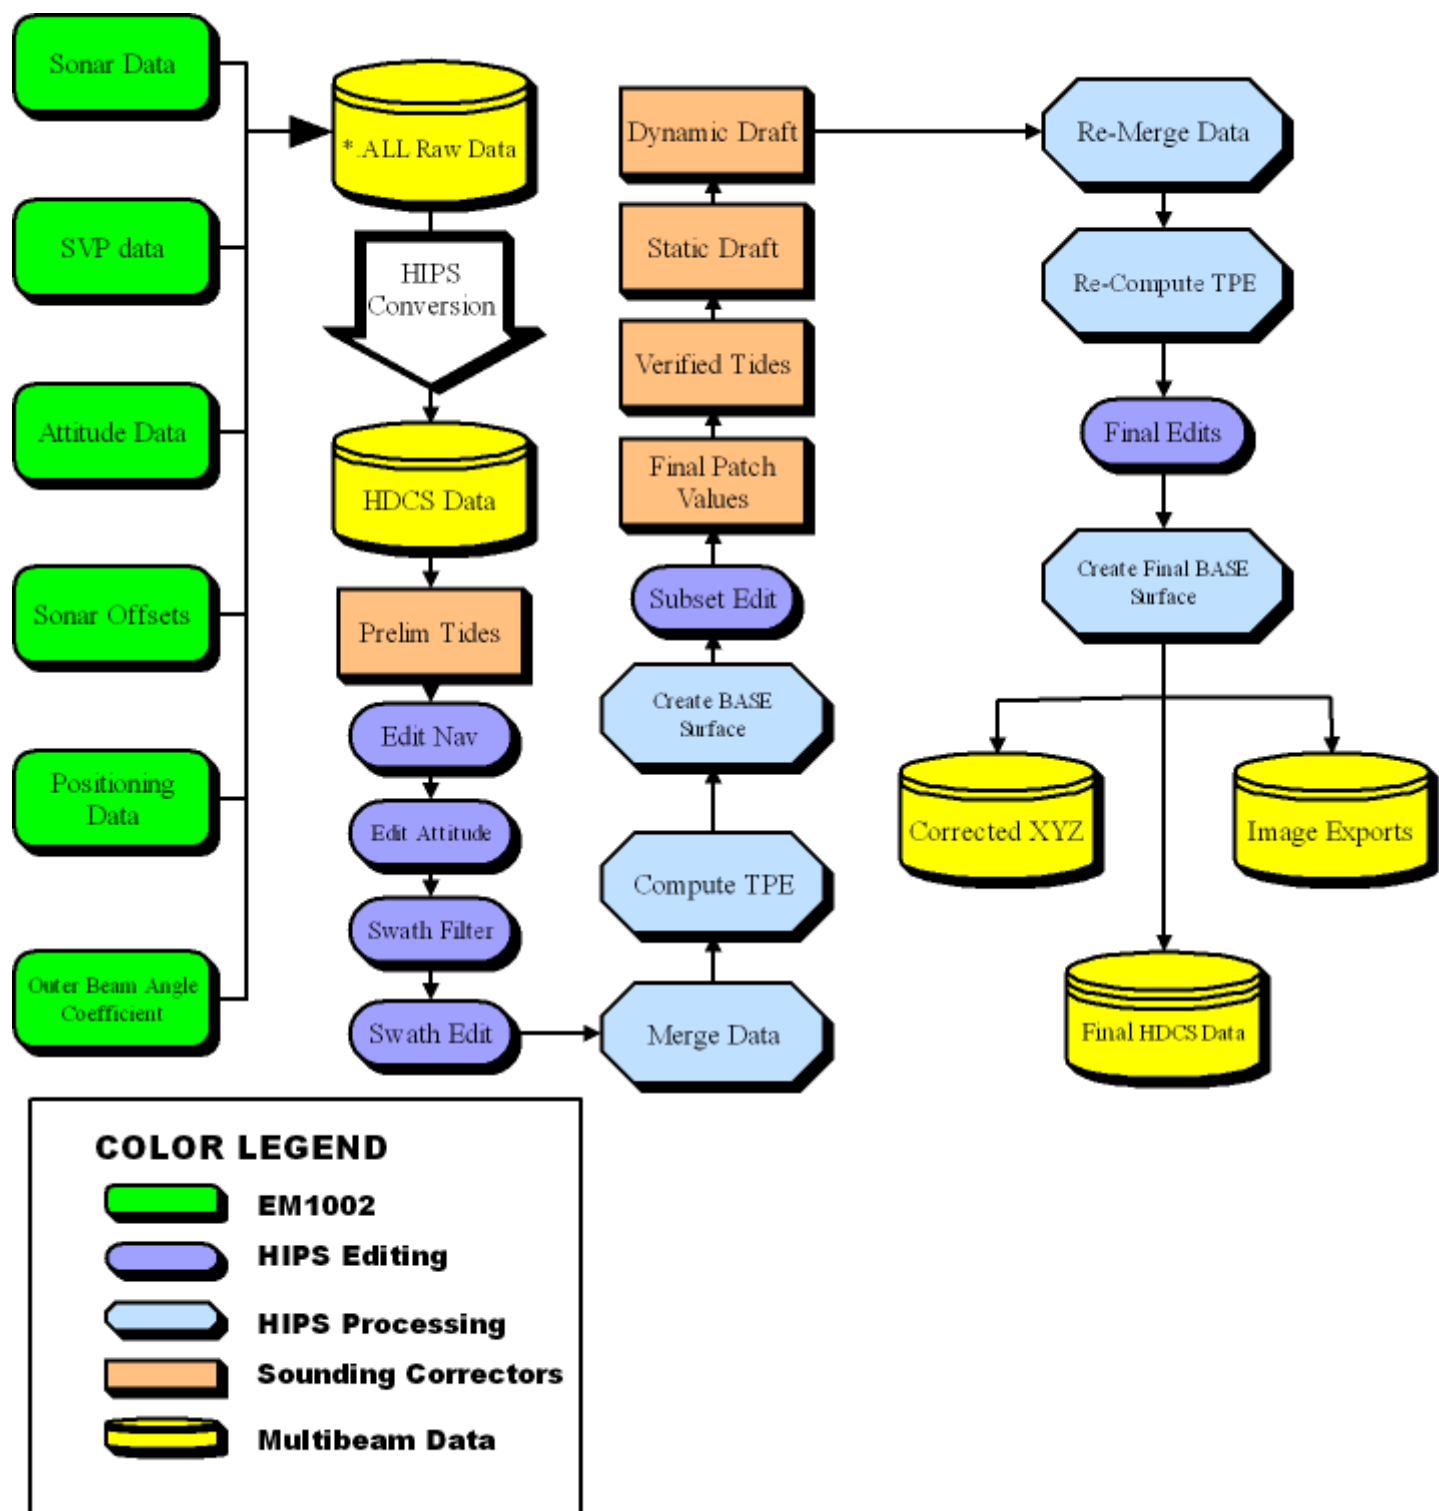 Sonar Data
SVP data
Attitude Data
Sonar Offsets
Positioning
Data
Outer Beam Angle
Coefficient
*.ALL Raw Data
HIPS
Conversion
HDCS Data
Prelim Tides
Edit Nav
Edit Attitude
Swath Filter
Swath Edit
Merge Data
Compute TPE
Create BASE
Surface
Subset Edit
Final Patch
Values
Verified Tides
Static Draft
Dynamic Draft
Re-Merge Data
Re-Compute TPE
Final Edits
Create Final BASE
Surface
Corrected XYZ
Image Exports
Final HDCS Data
COLOR LEGEND
EM1002
HIPS Editing
HIPS Processing
Sounding Correctors
Multibeam Data